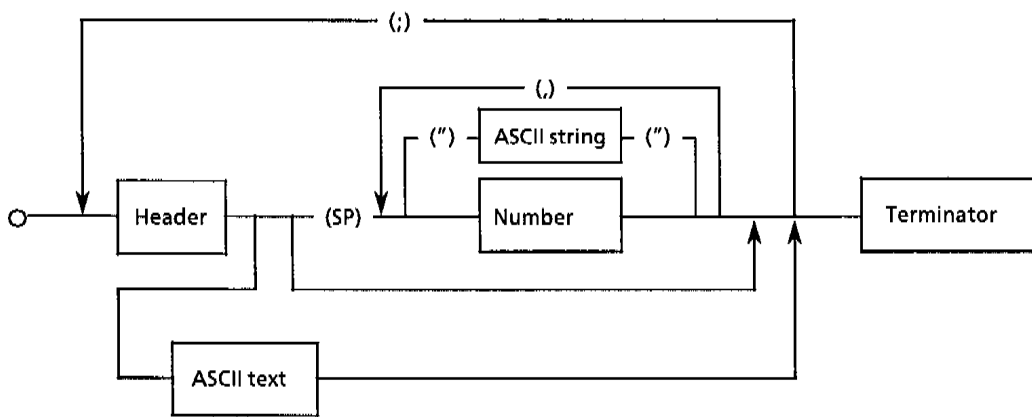 (;)
(,)
(") ASCII string (")
Header (SP) Number Terminator
ASCII text